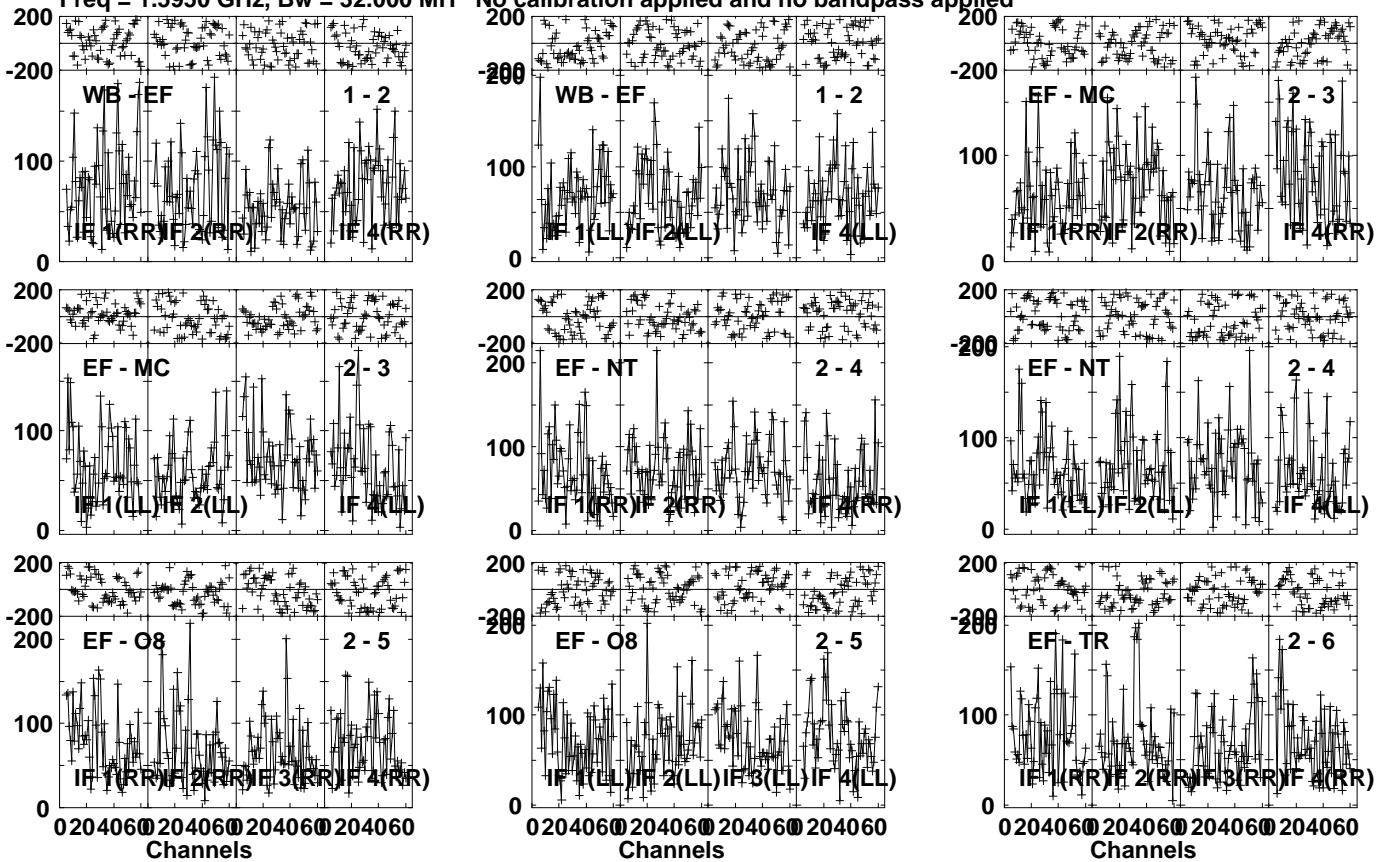 Freq = 1.5950 GHz, Bw = 32.000 MH No calibration applied and no bandpass applied
200
-200
WB - EF 1 - 2
100
IF 1(RR) IF 2(RR) IF 4(RR)
0
-200
200
WB - EF 1 - 2
100
IF 1(LL) IF 2(LL) IF 4(LL)
0
200
-200
EF - MC 2 - 3
100
IF 1(RR) IF 2(RR) IF 4(RR)
0
200
-200
EF - MC 2 - 3
100
IF 1(LL) IF 2(LL) IF 4(LL)
0
200
-200
200
EF - NT 2 - 4
100
IF 1(RR) IF 2(RR) IF 4(RR)
0
200
-200
200
EF - NT 2 - 4
100
IF 1(LL) IF 2(LL) IF 4(LL)
0
200
-200
200
EF - O8 2 - 5
100
IF 1(RR) IF 2(RR) IF 3(RR) IF 4(RR)
0
0 20 40 60 0 20 40 60 0 20 40 60 0 20 40 60
Channels
200
-200
200
EF - O8 2 - 5
100
IF 1(LL) IF 2(LL) IF 3(LL) IF 4(LL)
0
0 20 40 60 0 20 40 60 0 20 40 60 0 20 40 60
Channels
200
-200
200
EF - TR 2 - 6
100
IF 1(RR) IF 2(RR) IF 3(RR) IF 4(RR)
0
0 20 40 60 0 20 40 60 0 20 40 60 0 20 40 60
Channels